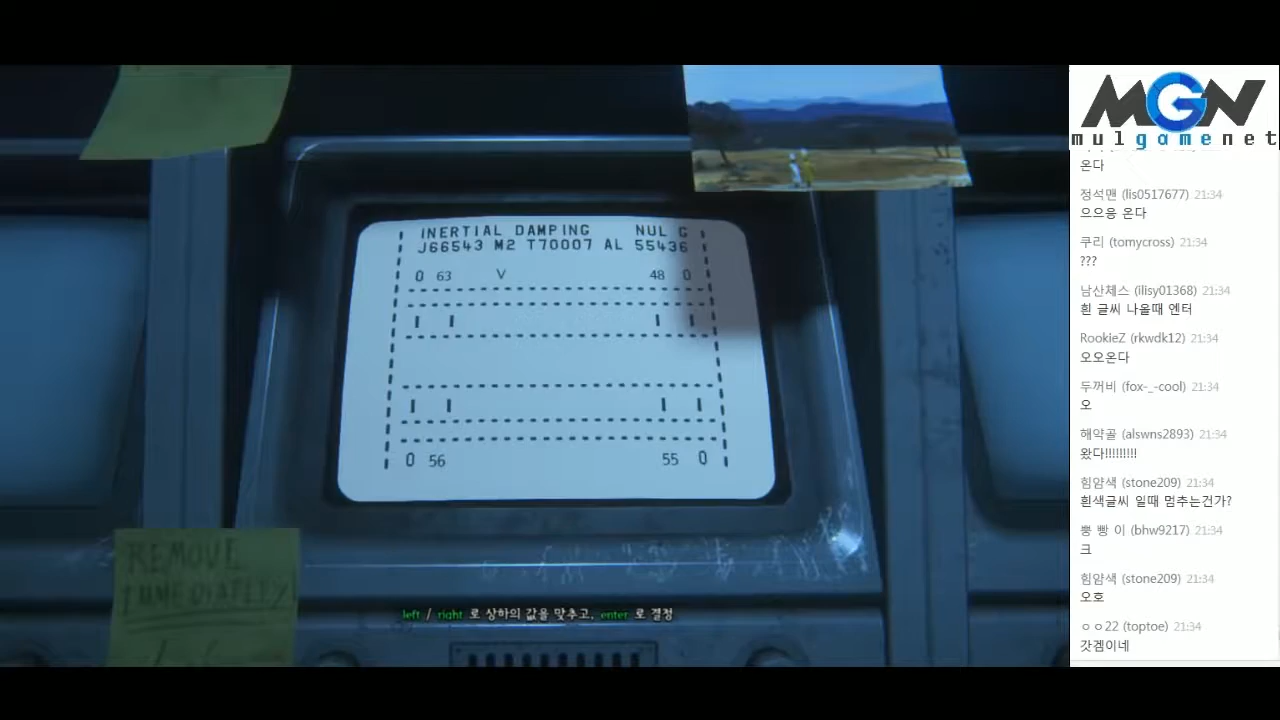 INERTIAL DAMPING NUL G
J66543 M2 T70007 AL 55436
0 63 V 48 0
0 56 55 0
REMOVE
IMMEDIATLEY!
left / right 로 상하의 값을 맞추고, enter 로 결정
MGN
mulgamenet
온다
정석맨 (lis0517677) 21:34
으으응 온다
쿠리 (tomycross) 21:34
???
남산체스 (ilisy01368) 21:34
흰 글씨 나올때 엔터
RookieZ (rkwdk12) 21:34
오오온다
두꺼비 (fox-_-cool) 21:34
오
해약골 (alswns2893) 21:34
왔다!!!!!!!!!
힘얌색 (stone209) 21:34
흰색글씨 일때 멈추는건가?
뿡 빵 이 (bhw9217) 21:34
크
힘얌색 (stone209) 21:34
오호
ㅇㅇ22 (toptoe) 21:34
갓겜이네